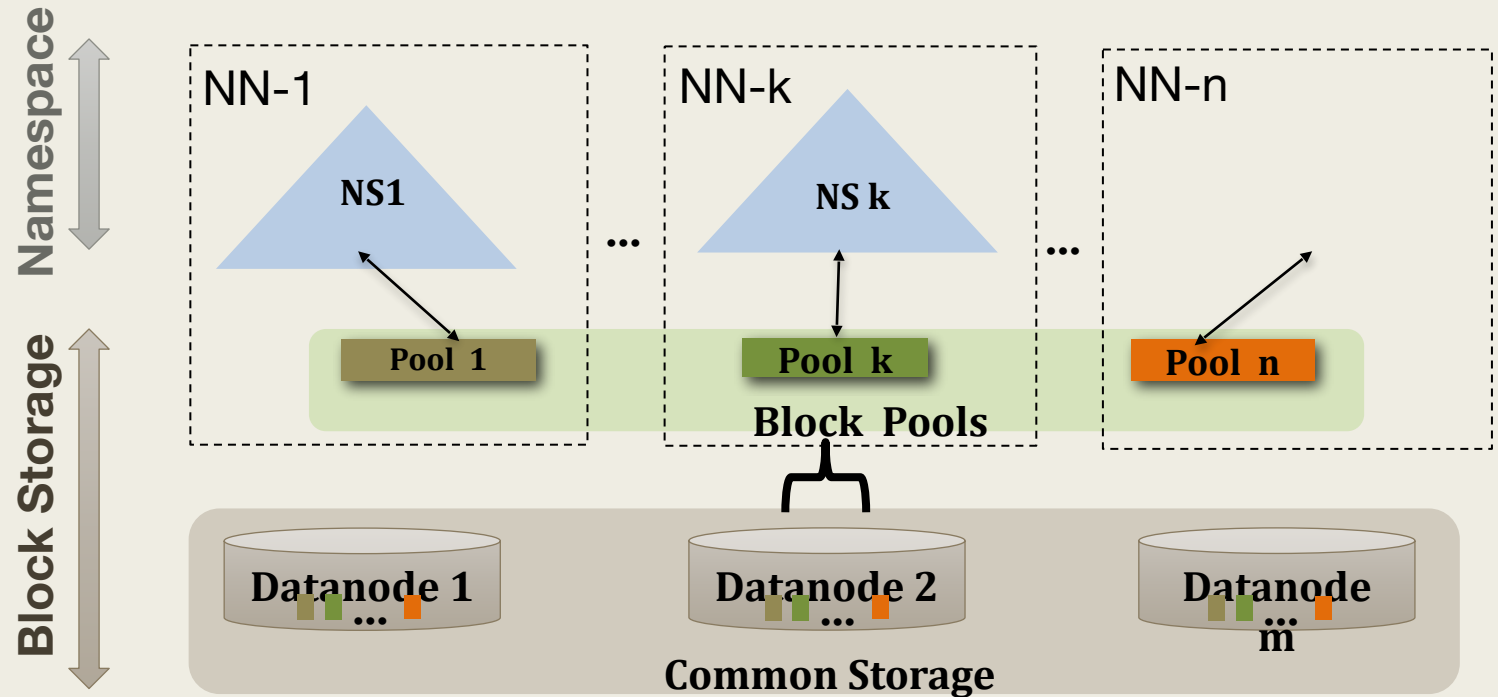 Namespace
NN-1
NN-k
NN-n
NS1
NS k
...
...
Block Storage
Pool 1
Pool k
Pool n
Block Pools
Datanode 1
...
Datanode 2
...
Datanode
...
m
Common Storage